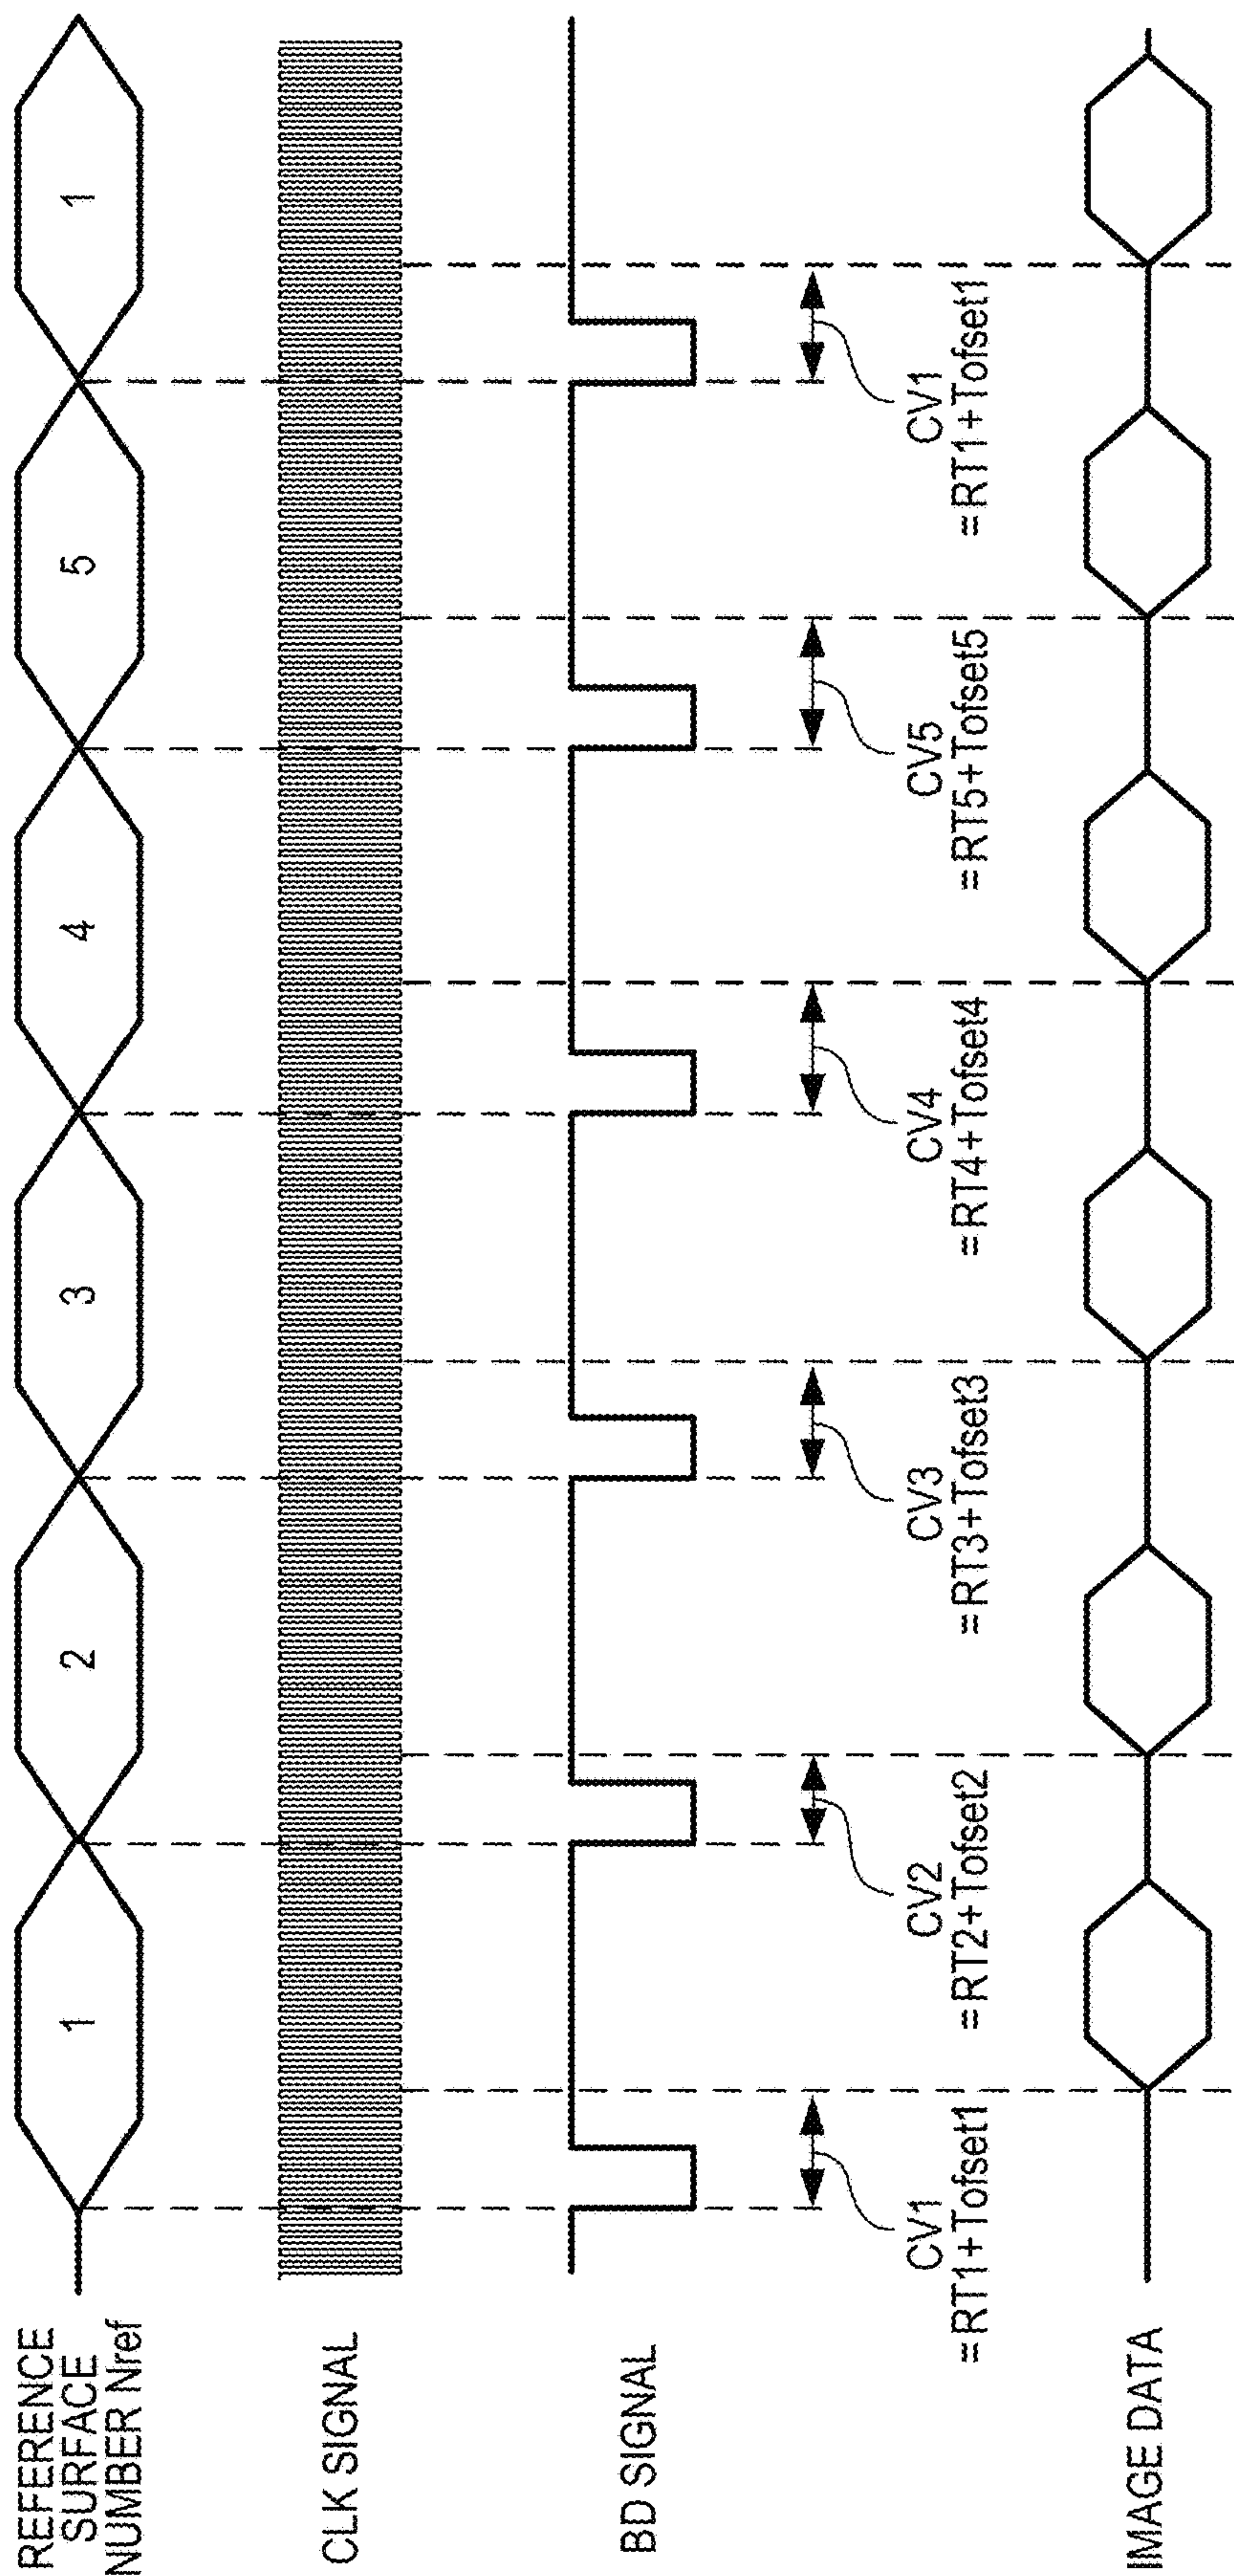 REFERENCE
SURFACE
NUMBER Nref
1
2
3
4
5
1
CLK SIGNAL
BD SIGNAL
CV1
=RT1+Tofset1
CV2
=RT2+Tofset2
CV3
=RT3+Tofset3
CV4
=RT4+Tofset4
CV5
=RT5+Tofset5
CV1
=RT1+Tofset1
IMAGE DATA